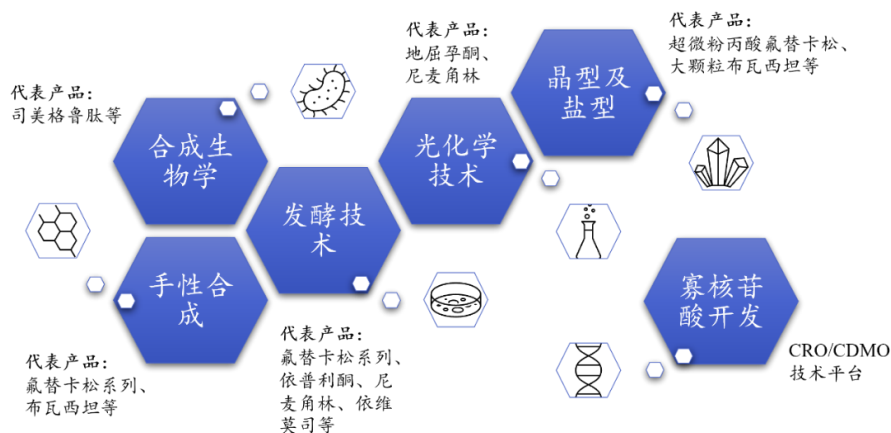 代表产品：
司美格鲁肽等
合成生
物学
手性合
成
代表产品：
氟替卡松系列、
布瓦西坦等
发酵技
术
代表产品：
氟替卡松系列、
依普利酮、尼
麦角林、依维
莫司等
代表产品：
地屈孕酮、
尼麦角林
光化学
技术
晶型及
盐型
代表产品：
超微粉丙酸氟替卡松、
大颗粒布瓦西坦等
寡核苷
酸开发
CRO/CDMO
技术平台